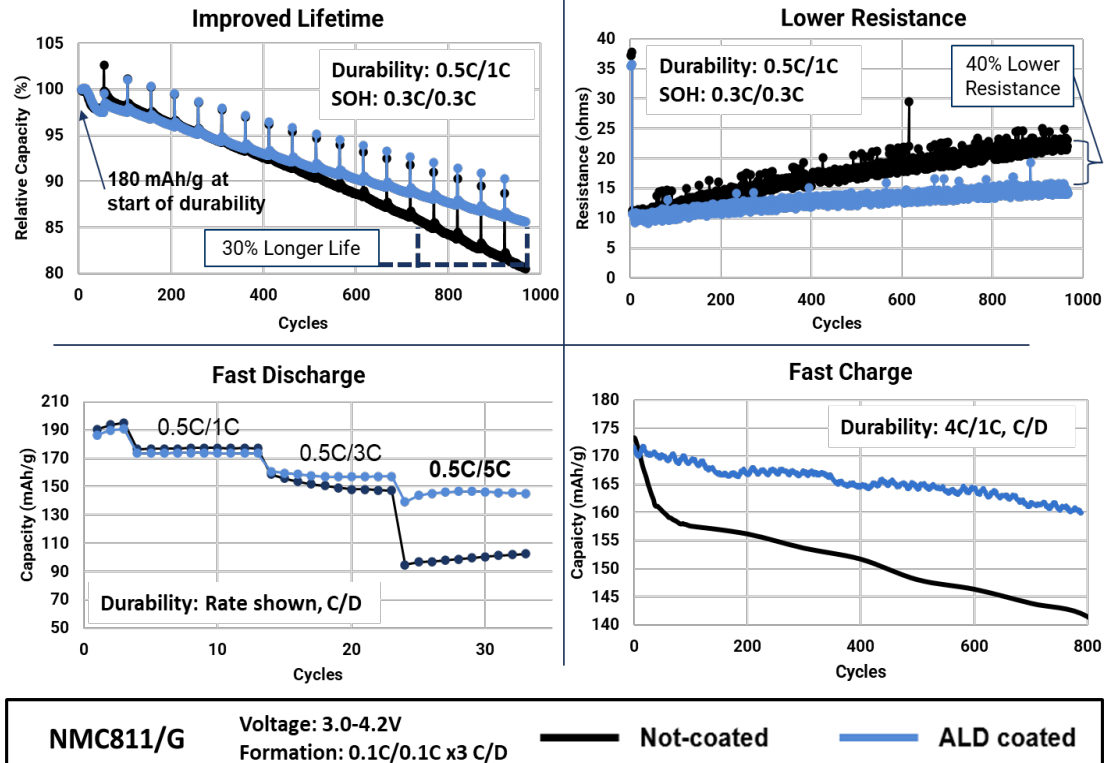 Improved Lifetime
Relative Capacity (%)
105
100
95
90
85
80
Durability: 0.5C/1C
SOH: 0.3C/0.3C
180 mAh/g at
start of durability
30% Longer Life
0
200
400
600
800
1000
Cycles
Lower Resistance
Resistance (ohms)
40
35
30
25
20
15
10
5
0
Durability: 0.5C/1C
SOH: 0.3C/0.3C
40% Lower
Resistance
0
200
400
600
800
1000
Cycles
Fast Discharge
Capacity (mAh/g)
210
190
170
150
130
110
90
70
50
0.5C/1C
0.5C/3C
0.5C/5C
Durability: Rate shown, C/D
0
10
20
30
Cycles
Fast Charge
Capaicty (mAh/g)
180
175
170
165
160
155
150
145
140
Durability: 4C/1C, C/D
0
200
400
600
800
Cycles
NMC811/G
Voltage: 3.0-4.2V
Formation: 0.1C/0.1C x3 C/D
Not-coated
ALD coated